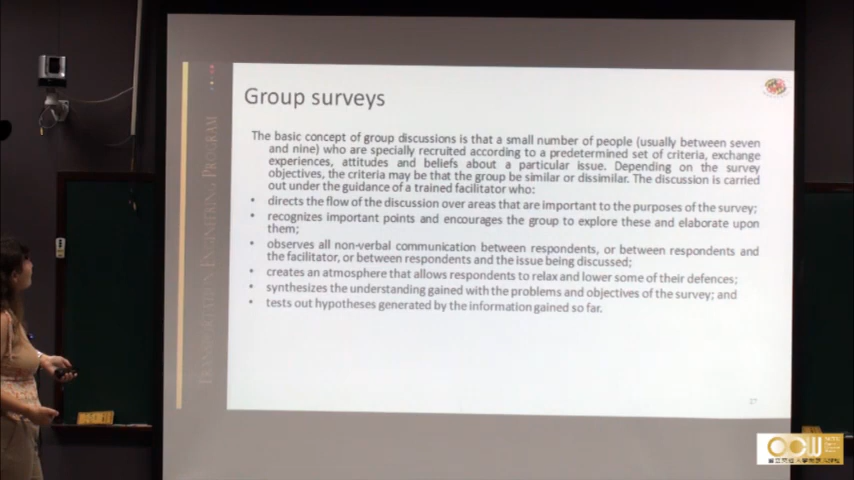 Group surveys
The basic concept of group discussions is that a small number of people (usually between seven
and nine) who are specially recruited according to a predetermined set of criteria, exchange
experiences, attitudes and beliefs about a particular issue. Depending on the survey
objectives, the criteria may be that the group be similar or dissimilar. The discussion is carried
out under the guidance of a trained facilitator who:
• directs the flow of the discussion over areas that are important to the purposes of the survey;
• recognizes important points and encourages the group to explore these and elaborate upon
them;
• observes all non-verbal communication between respondents, or between respondents and
the facilitator, or between respondents and the issue being discussed;
• creates an atmosphere that allows respondents to relax and lower some of their defences;
• synthesizes the understanding gained with the problems and objectives of the survey; and
• tests out hypotheses generated by the information gained so far.
TRANSPORTATION ENGINEERING PROGRAM
27
OCW